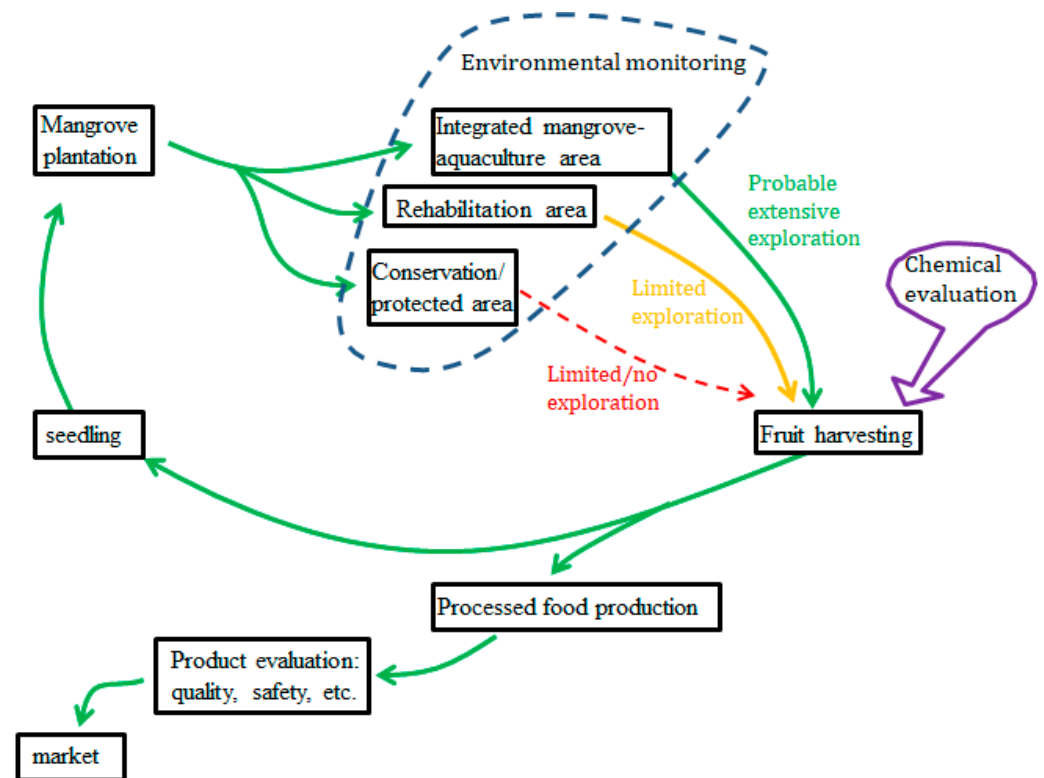 Environmental monitoring
Mangrove
plantation
Integrated mangrove-
aquaculture area
Rehabilitation area
Conservation/
protected area
Probable
extensive
exploration
Limited
exploration
Limited/no
exploration
Chemical
evaluation
seedling
Fruit harvesting
Processed food production
Product evaluation:
quality, safety, etc.
market